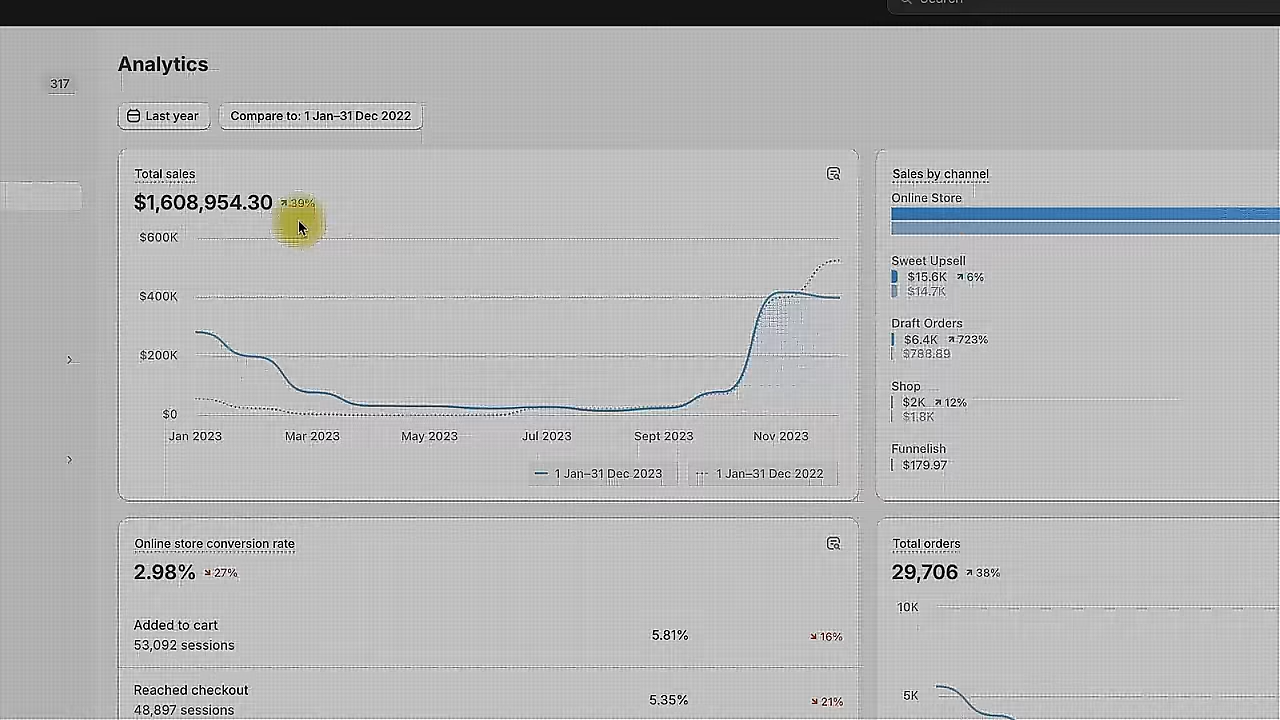 Search
317
Analytics
Last year
Compare to: 1 Jan–31 Dec 2022
Total sales
$1,608,954.30 ↗ 39%
$600K
$400K
$200K
$0
Jan 2023
Mar 2023
May 2023
Jul 2023
Sept 2023
Nov 2023
1 Jan–31 Dec 2023
1 Jan–31 Dec 2022
Sales by channel
Online Store
Sweet Upsell
$15.6K ↗ 6%
$14.7K
Draft Orders
$6.4K ↗ 723%
$788.89
Shop
$2K ↗ 12%
$1.8K
Funnelish
$179.97
Online store conversion rate
2.98% ↘ 27%
Added to cart
53,092 sessions
5.81%
↘ 16%
Reached checkout
48,897 sessions
5.35%
↘ 21%
Total orders
29,706 ↗ 38%
10K
5K